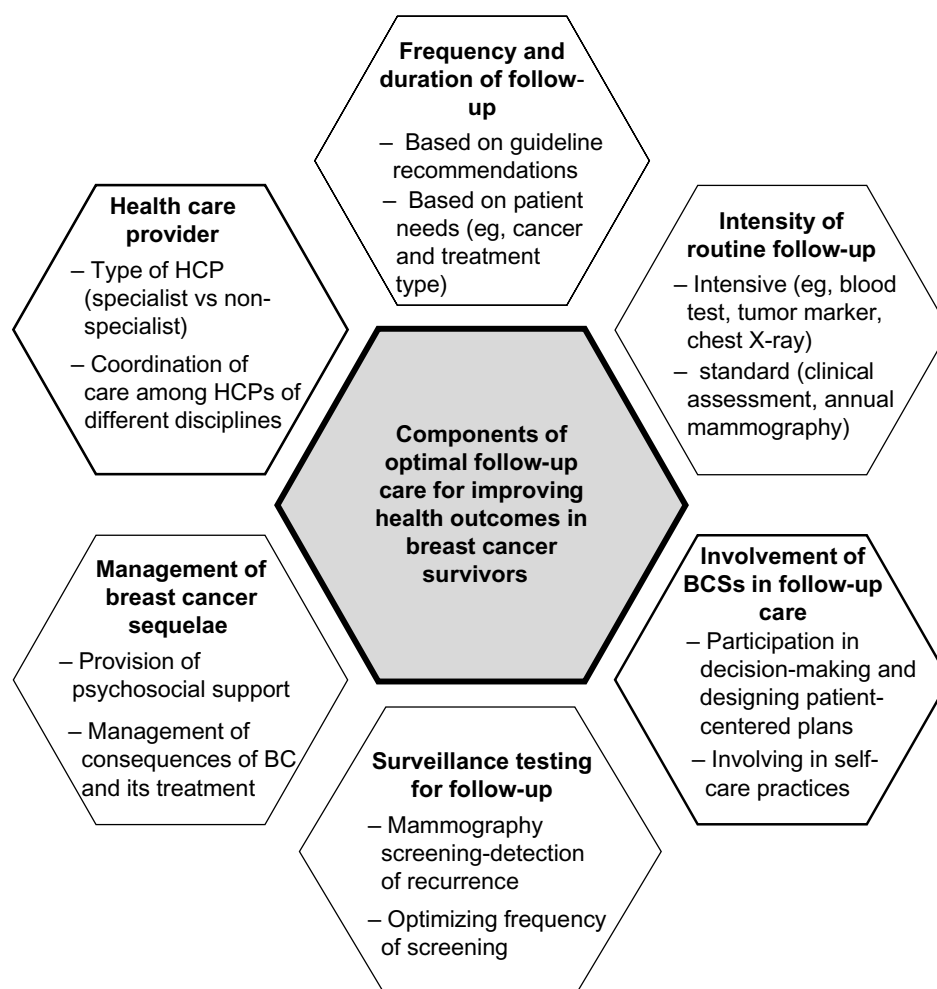 Frequency and
duration of follow-
up
– Based on guideline
recommendations
– Based on patient
needs (eg, cancer
and treatment
type)
Health care
provider
– Type of HCP
(specialist vs non-
specialist)
– Coordination of
care among HCPs of
different disciplines
Intensity of
routine follow-up
– Intensive (eg, blood
test, tumor marker,
chest X-ray)
– standard (clinical
assessment, annual
mammography)
Components of
optimal follow-up
care for improving
health outcomes in
breast cancer
survivors
Management of
breast cancer
sequelae
– Provision of
psychosocial support
– Management of
consequences of BC
and its treatment
Involvement of
BCSs in follow-up
care
– Participation in
decision-making and
designing patient-
centered plans
– Involving in self-
care practices
Surveillance testing
for follow-up
– Mammography
screening-detection
of recurrence
– Optimizing frequency
of screening